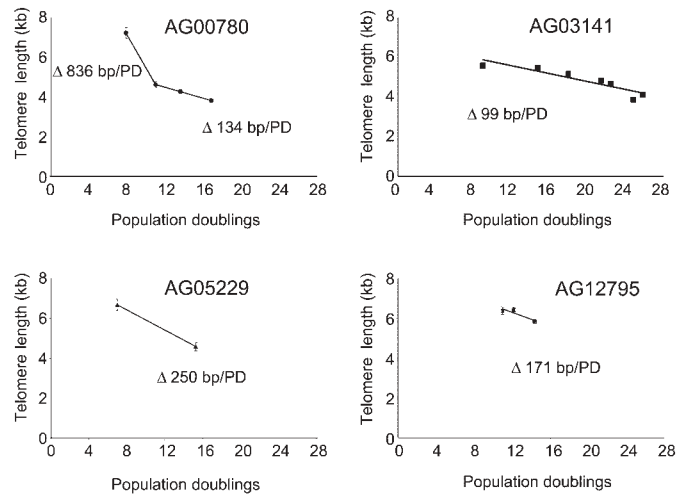 AG00780
Telomere length (kb)
8
6
4
2
0
Δ 836 bp/PD
Δ 134 bp/PD
0 4 8 12 16 20 24 28
Population doublings
AG03141
Telomere length (kb)
8
6
4
2
0
Δ 99 bp/PD
0 4 8 12 16 20 24 28
Population doublings
AG05229
Telomere length (kb)
8
6
4
2
0
Δ 250 bp/PD
0 4 8 12 16 20 24 28
Population doublings
AG12795
Telomere length (kb)
8
6
4
2
0
Δ 171 bp/PD
0 4 8 12 16 20 24 28
Population doublings